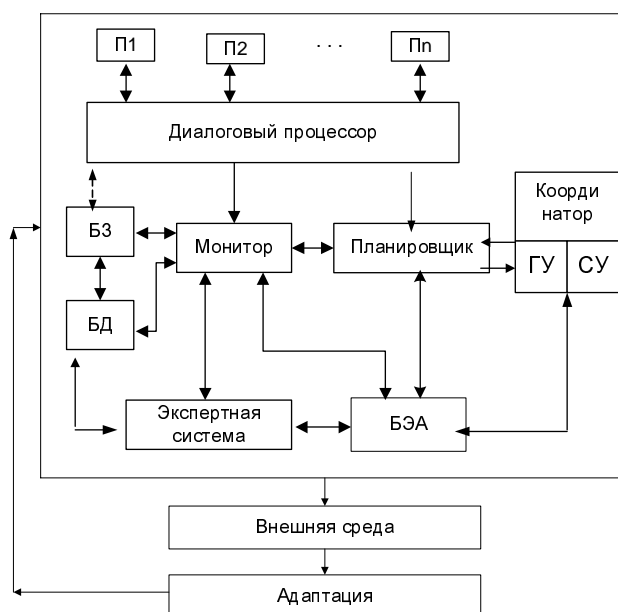 П1
П2
. . .
Пn
Диалоговый процессор
Коорди
натор
БЗ
Монитор
Планировщик
ГУ
СУ
БД
Экспертная
система
БЭА
Внешняя среда
Адаптация